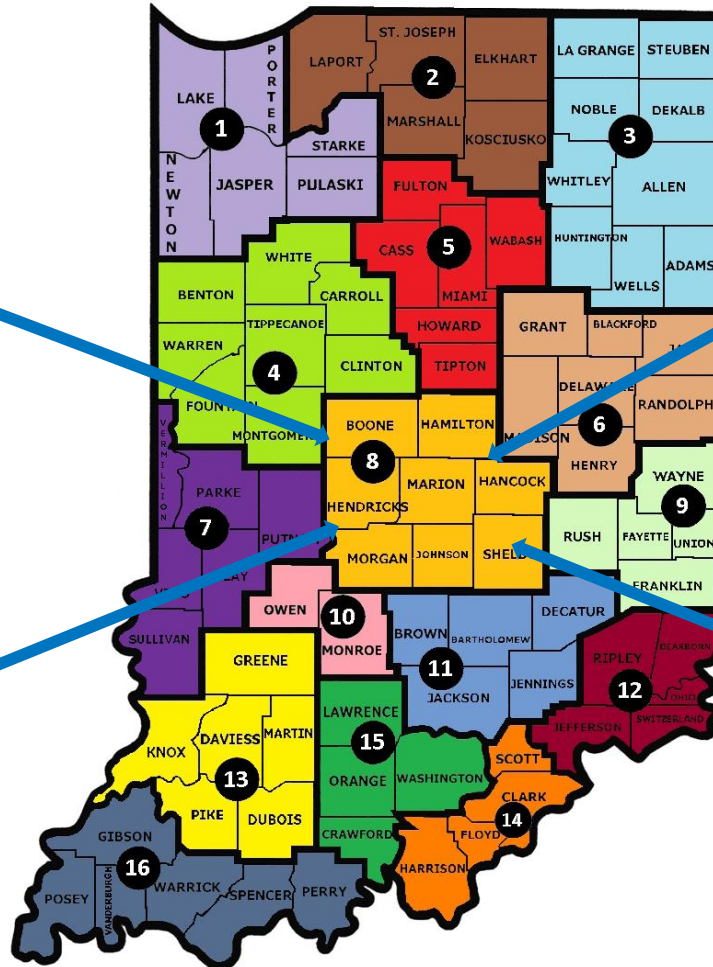 LAPORT
ST. JOSEPH
ELKHART
2
MARSHALL
KOSCIUSKO
LA GRANGE
STEUBEN
NOBLE
DEKALB
3
WHITLEY
ALLEN
HUNTINGTON
WELLS
ADAMS
LAKE
PORTER
1
STARKE
NEWTON
JASPER
PULASKI
FULTON
CASS
5
WABASH
MIAMI
HOWARD
TIPTON
WHITE
BENTON
CARROLL
TIPPECANOE
WARREN
4
CLINTON
FOUNTAIN
MONTGOMER
GRANT
BLACKFORD
DELAWARE
RANDOLPH
6
MADISON
HENRY
BOONE
HAMILTON
8
MARION
HANCOCK
HENDRICKS
MORGAN
JOHNSON
SHELB
VERMILLION
PARKE
7
PUTN
SULLIVAN
WAYNE
9
RUSH
FAYETTE
UNION
FRANKLIN
OWEN
10
MONROE
BROWN
BARTHOLOMEW
DECATUR
11
JACKSON
JENNINGS
RIPLEY
DEARBORN
12
OHIO
JEFFERSON
SWITZERLAND
GREENE
KNOX
DAVIESS
MARTIN
13
PIKE
DUBOIS
LAWRENCE
15
ORANGE
WASHINGTON
CRAWFORD
SCOTT
CLARK
14
FLOYD
HARRISON
GIBSON
16
POSEY
VANDERBURGH
WARRICK
SPENCER
PERRY